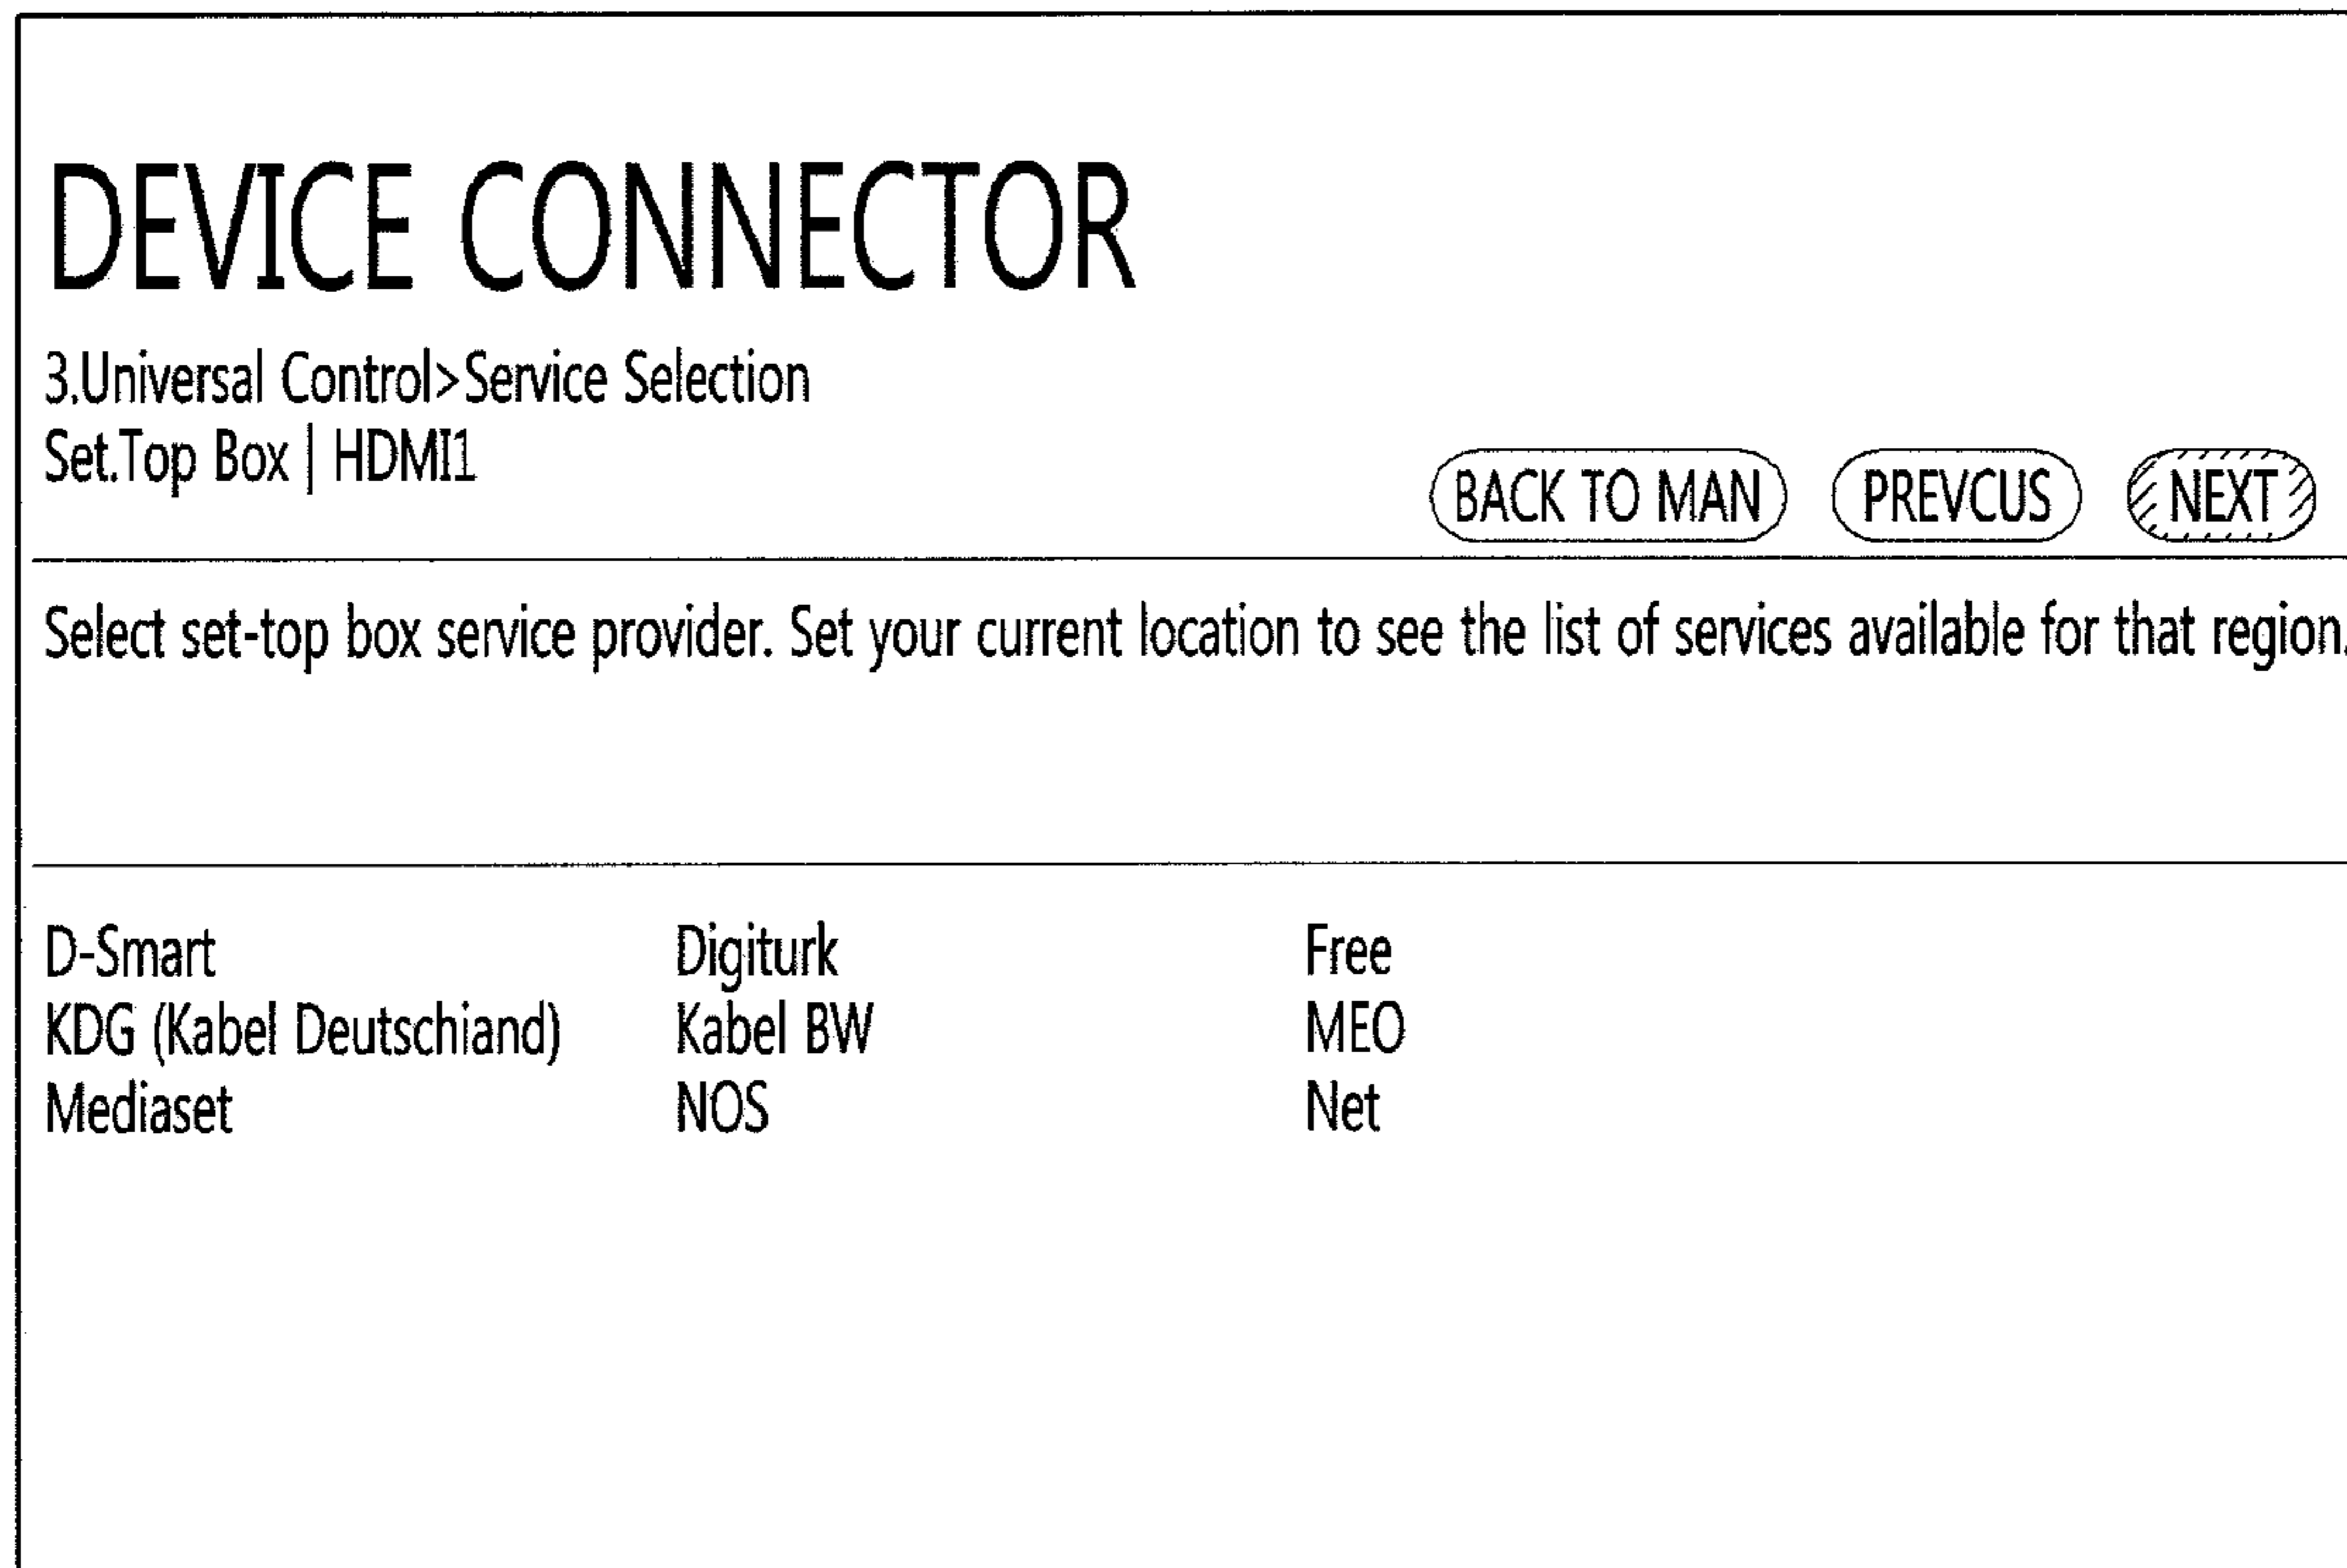 DEVICE CONNECTOR
3.Universal Control>Service Selection
Set.Top Box | HDMI1
BACK TO MAN PREVCUS NEXT
Select set-top box service provider. Set your current location to see the list of services available for that region.
D-Smart Digiturk Free
KDG (Kabel Deutschiand) Kabel BW MEO
Mediaset NOS Net